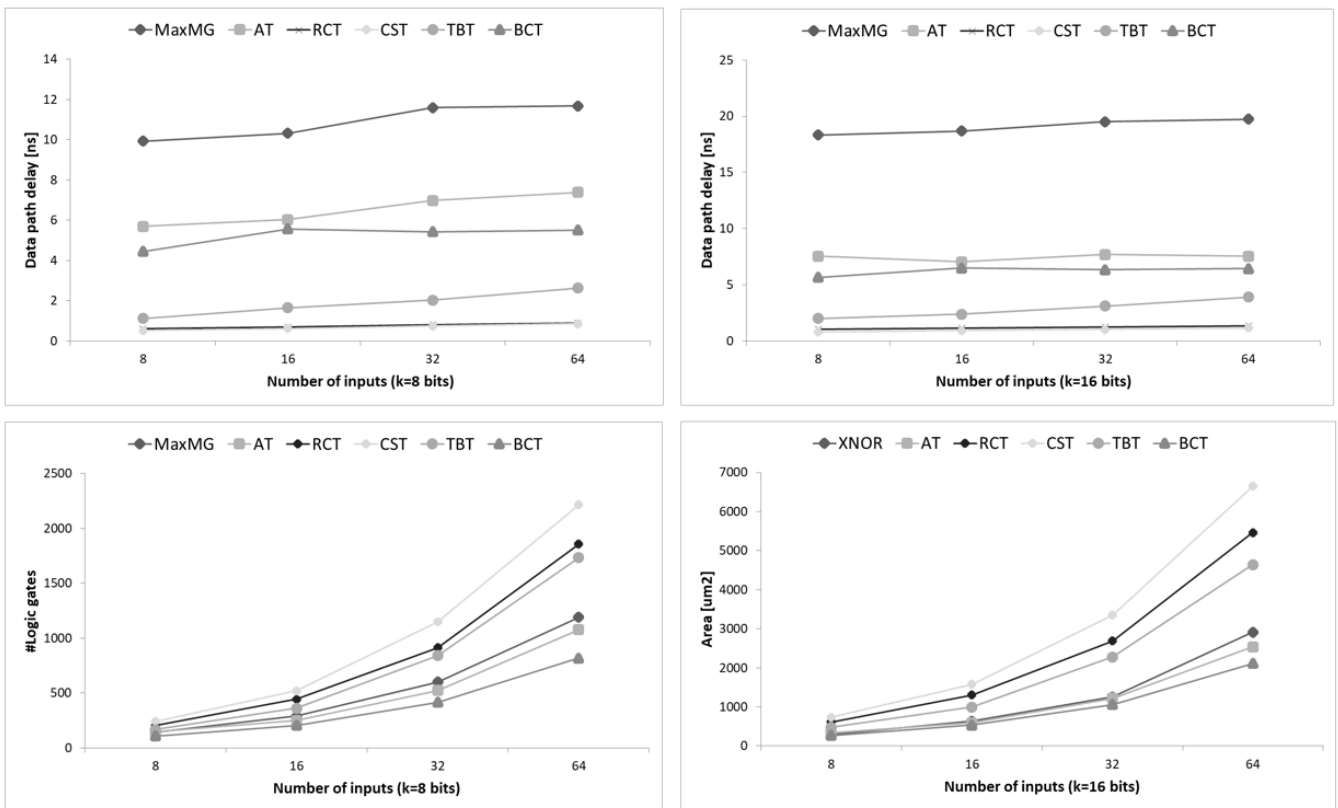 MaxMG AT RCT CST TBT BCT
14
12
10
8
6
4
2
0
Data path delay [ns]
8 16 32 64
Number of inputs (k=8 bits)
MaxMG AT RCT CST TBT BCT
25
20
15
10
5
0
Data path delay [ns]
8 16 32 64
Number of inputs (k=16 bits)
MaxMG AT RCT CST TBT BCT
2500
2000
1500
1000
500
0
#Logic gates
8 16 32 64
Number of inputs (k=8 bits)
XNOR AT RCT CST TBT BCT
7000
6000
5000
4000
3000
2000
1000
0
Area [um2]
8 16 32 64
Number of inputs (k=16 bits)